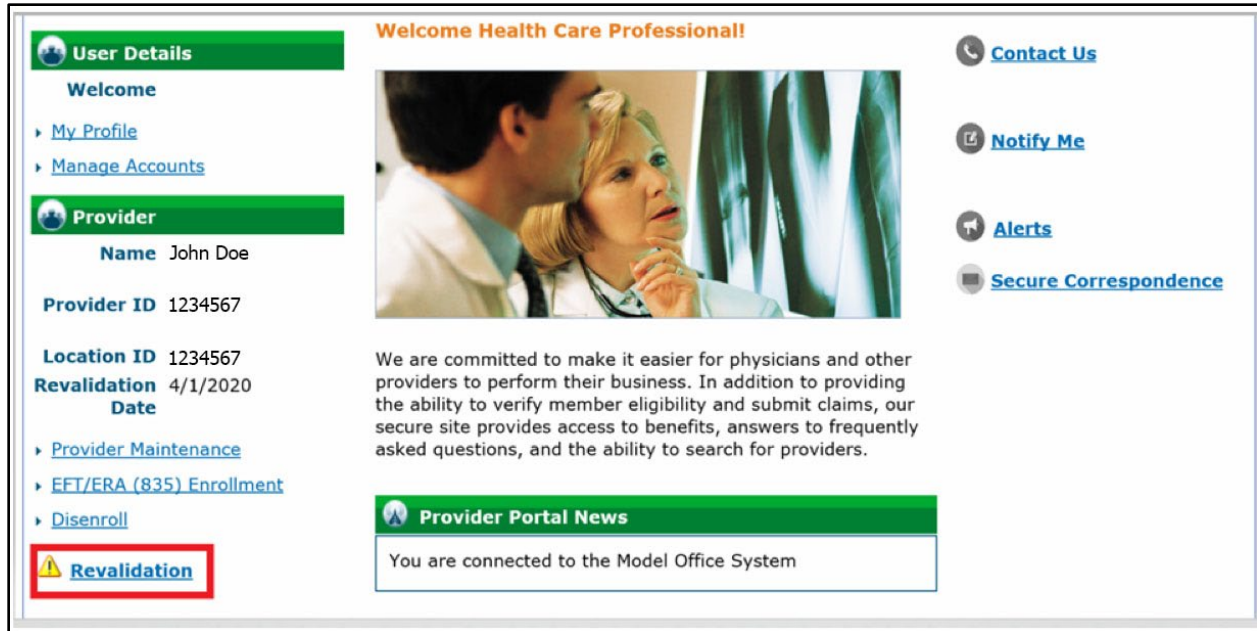 User Details
Welcome
My Profile
Manage Accounts
Provider
Name John Doe
Provider ID 1234567
Location ID 1234567
Revalidation 4/1/2020
Date
Provider Maintenance
EFT/ERA (835) Enrollment
Disenroll
Revalidation
Welcome Health Care Professional!
We are committed to make it easier for physicians and other
providers to perform their business. In addition to providing
the ability to verify member eligibility and submit claims, our
secure site provides access to benefits, answers to frequently
asked questions, and the ability to search for providers.
Provider Portal News
You are connected to the Model Office System
Contact Us
Notify Me
Alerts
Secure Correspondence